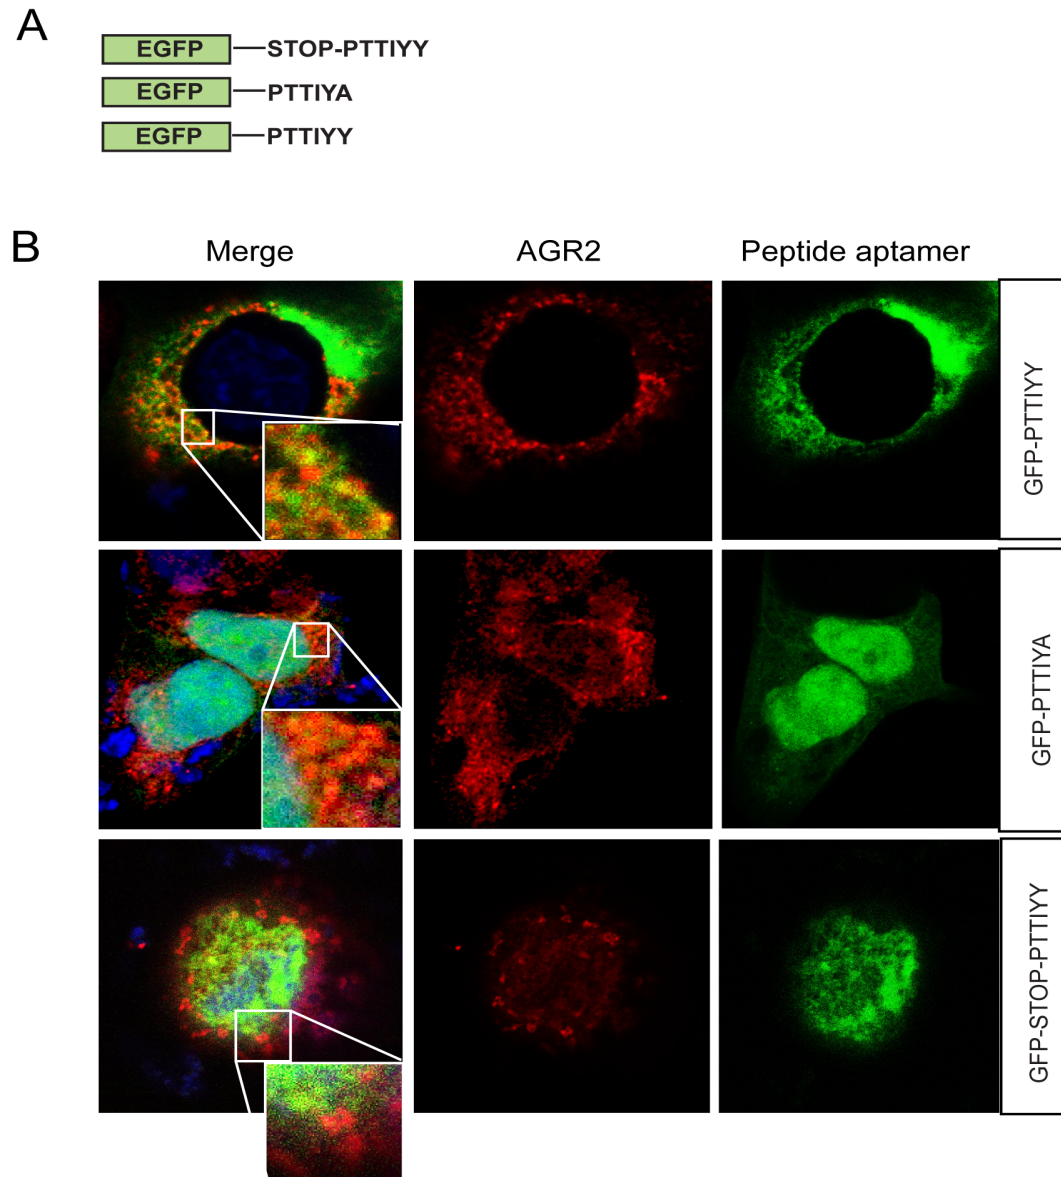 A
EGFP STOP-PTTIYY
EGFP PTTIYA
EGFP PTTIYY
B
Merge AGR2 Peptide aptamer
GFP-PTTIYY
GFP-PTTIYA
GFP-STOP-PTTIYY